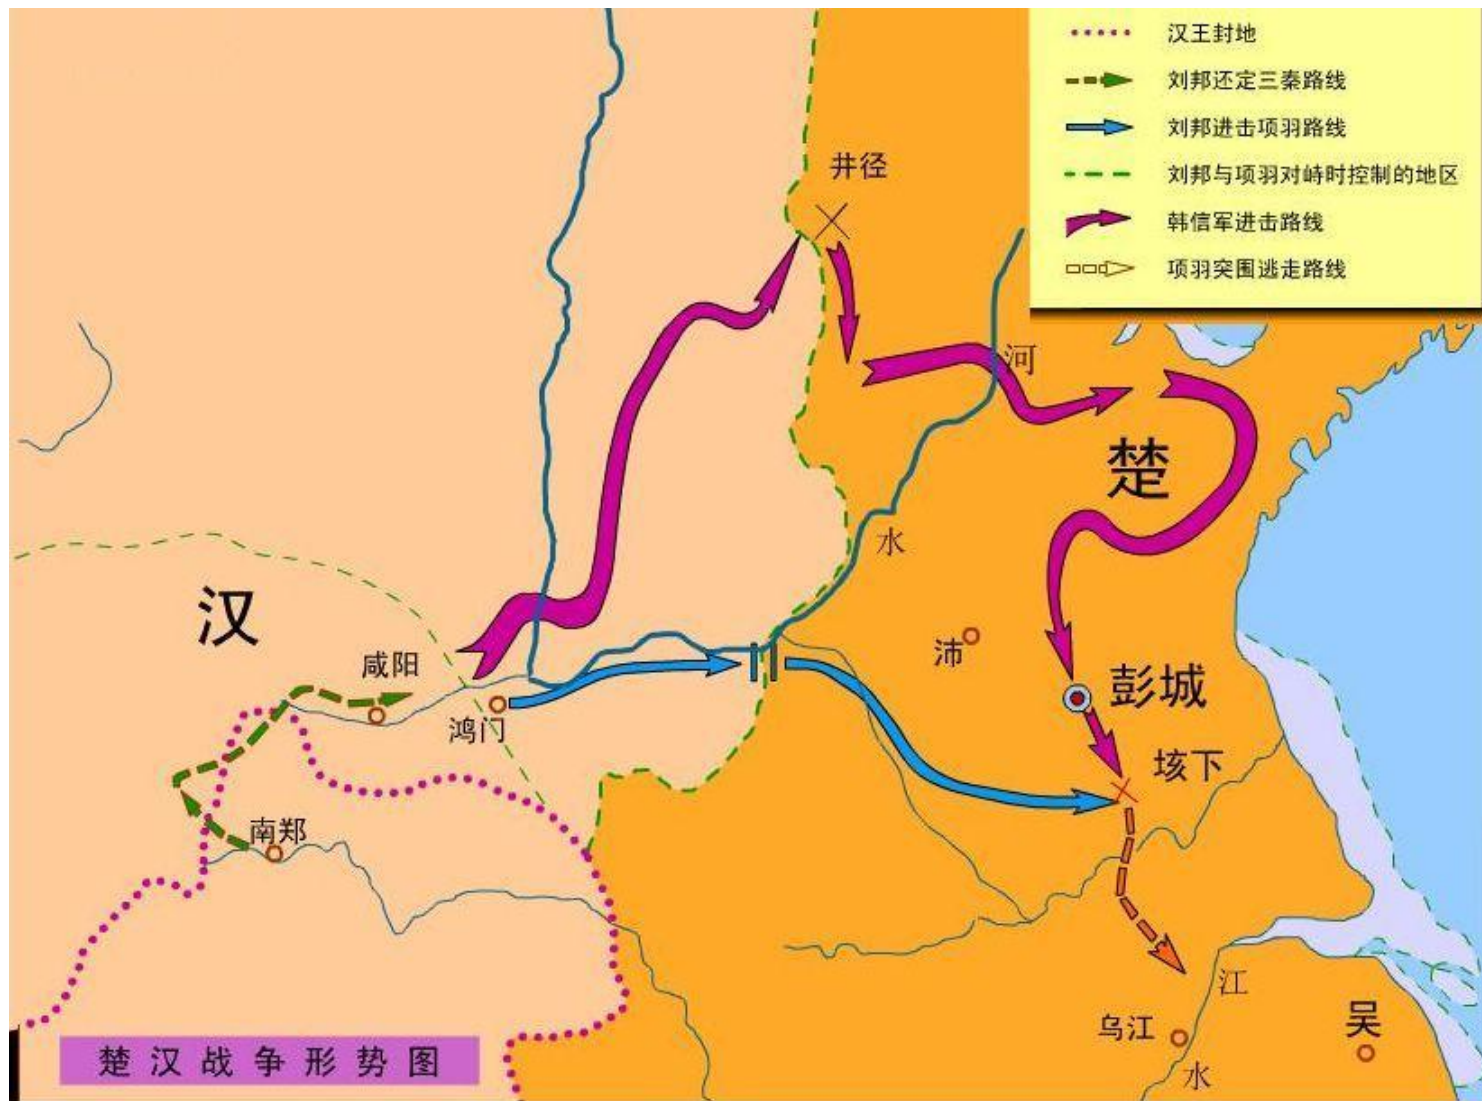 汉王封地
刘邦还定三秦路线
刘邦进击项羽路线
刘邦与项羽对峙时控制的地区
韩信军进击路线
项羽突围逃走路线
井径
河
楚
水
汉
沛
咸阳
彭城
鸿门
垓下
南郑
江
乌江
吴
水
楚汉战争形势图